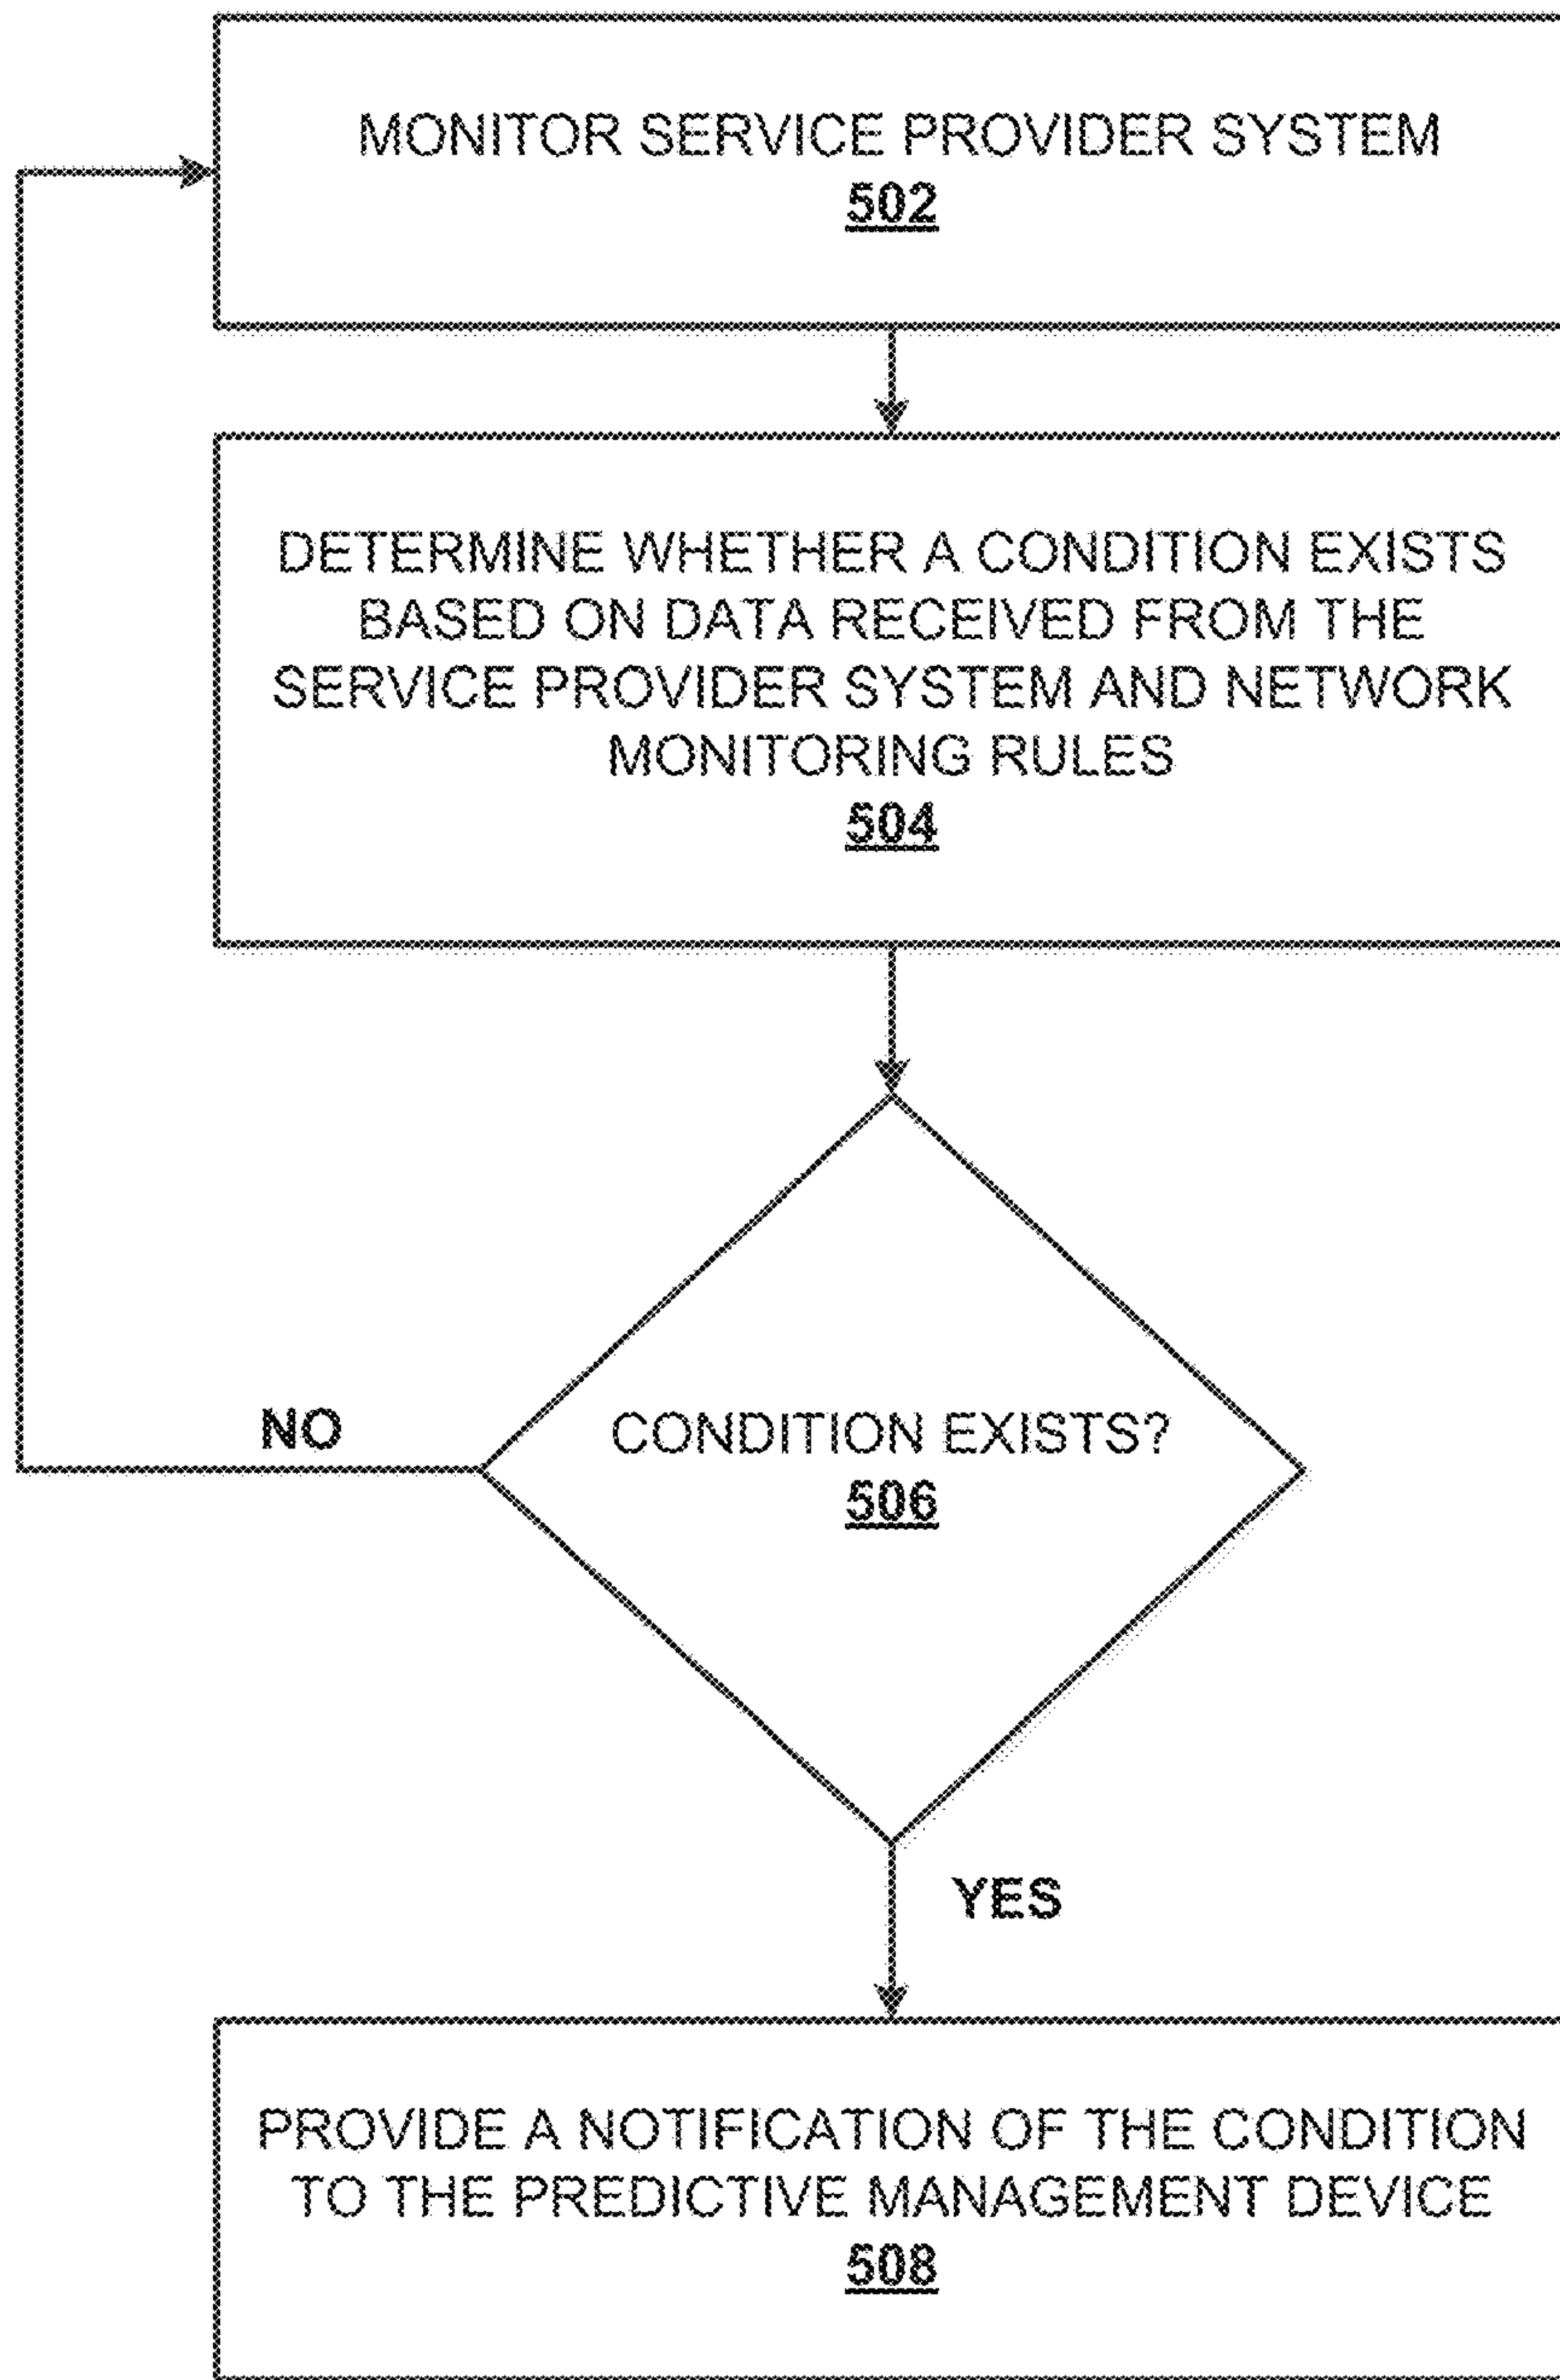 MONITOR SERVICE PROVIDER SYSTEM
502
DETERMINE WHETHER A CONDITION EXISTS
BASED ON DATA RECEIVED FROM THE
SERVICE PROVIDER SYSTEM AND NETWORK
MONITORING RULES
504
NO
CONDITION EXISTS?
506
YES
PROVIDE A NOTIFICATION OF THE CONDITION
TO THE PREDICTIVE MANAGEMENT DEVICE
508